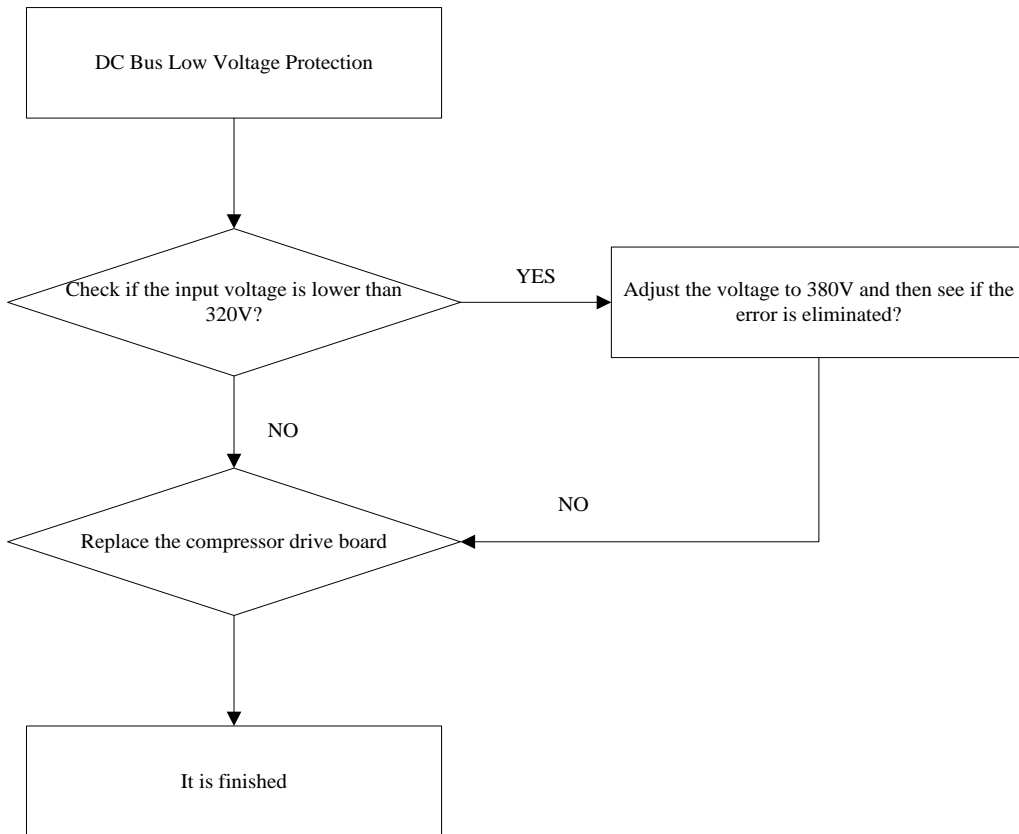 DC Bus Low Voltage Protection
Check if the input voltage is lower than
320V?
YES
Adjust the voltage to 380V and then see if the
error is eliminated?
NO
NO
Replace the compressor drive board
It is finished